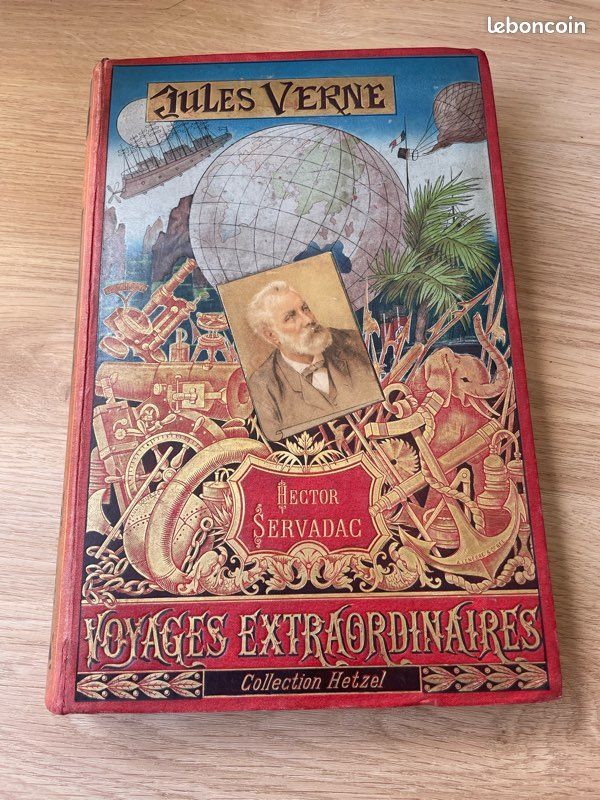 leboncoin
JULES VERNE
HECTOR
SERVADAC
VOYAGES EXTRAORDINAIRES
Collection Hetzel